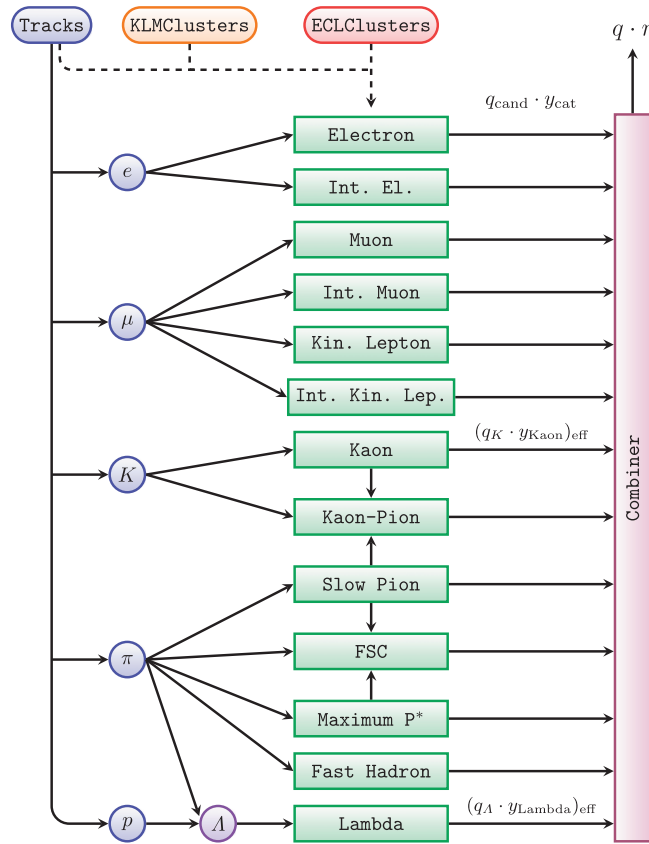 Tracks KLMClusters ECLClusters
q · r
q_cand · y_cat
Electron
e
Int. El.
Muon
Int. Muon
μ
Kin. Lepton
Int. Kin. Lep.
(q_K · y_Kaon)_eff
Kaon
K
Kaon-Pion
Combiner
Slow Pion
π
FSC
Maximum P*
Fast Hadron
(q_Λ · y_Lambda)_eff
p Λ Lambda